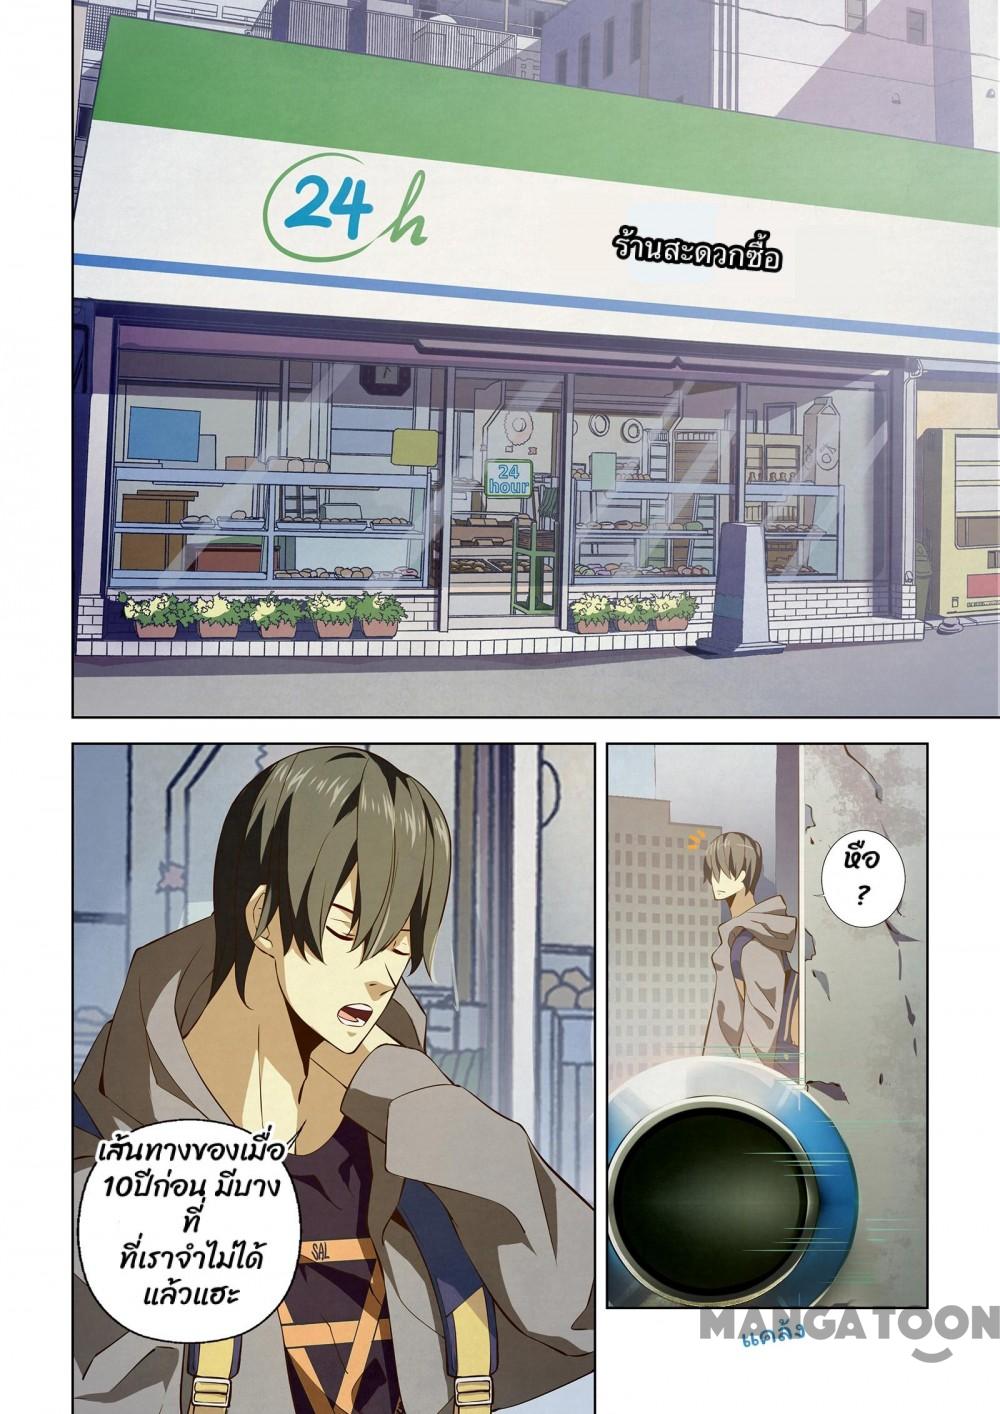 24 h
ร้านสะดวกซื้อ
24
hour
เส้นทางของเมื่อ
10ปีก่อน มีบาง
ที่
ที่เราจำไม่ได้
แล้วแฮะ
SAL
หือ
?
แคล้ง
MANGATOON